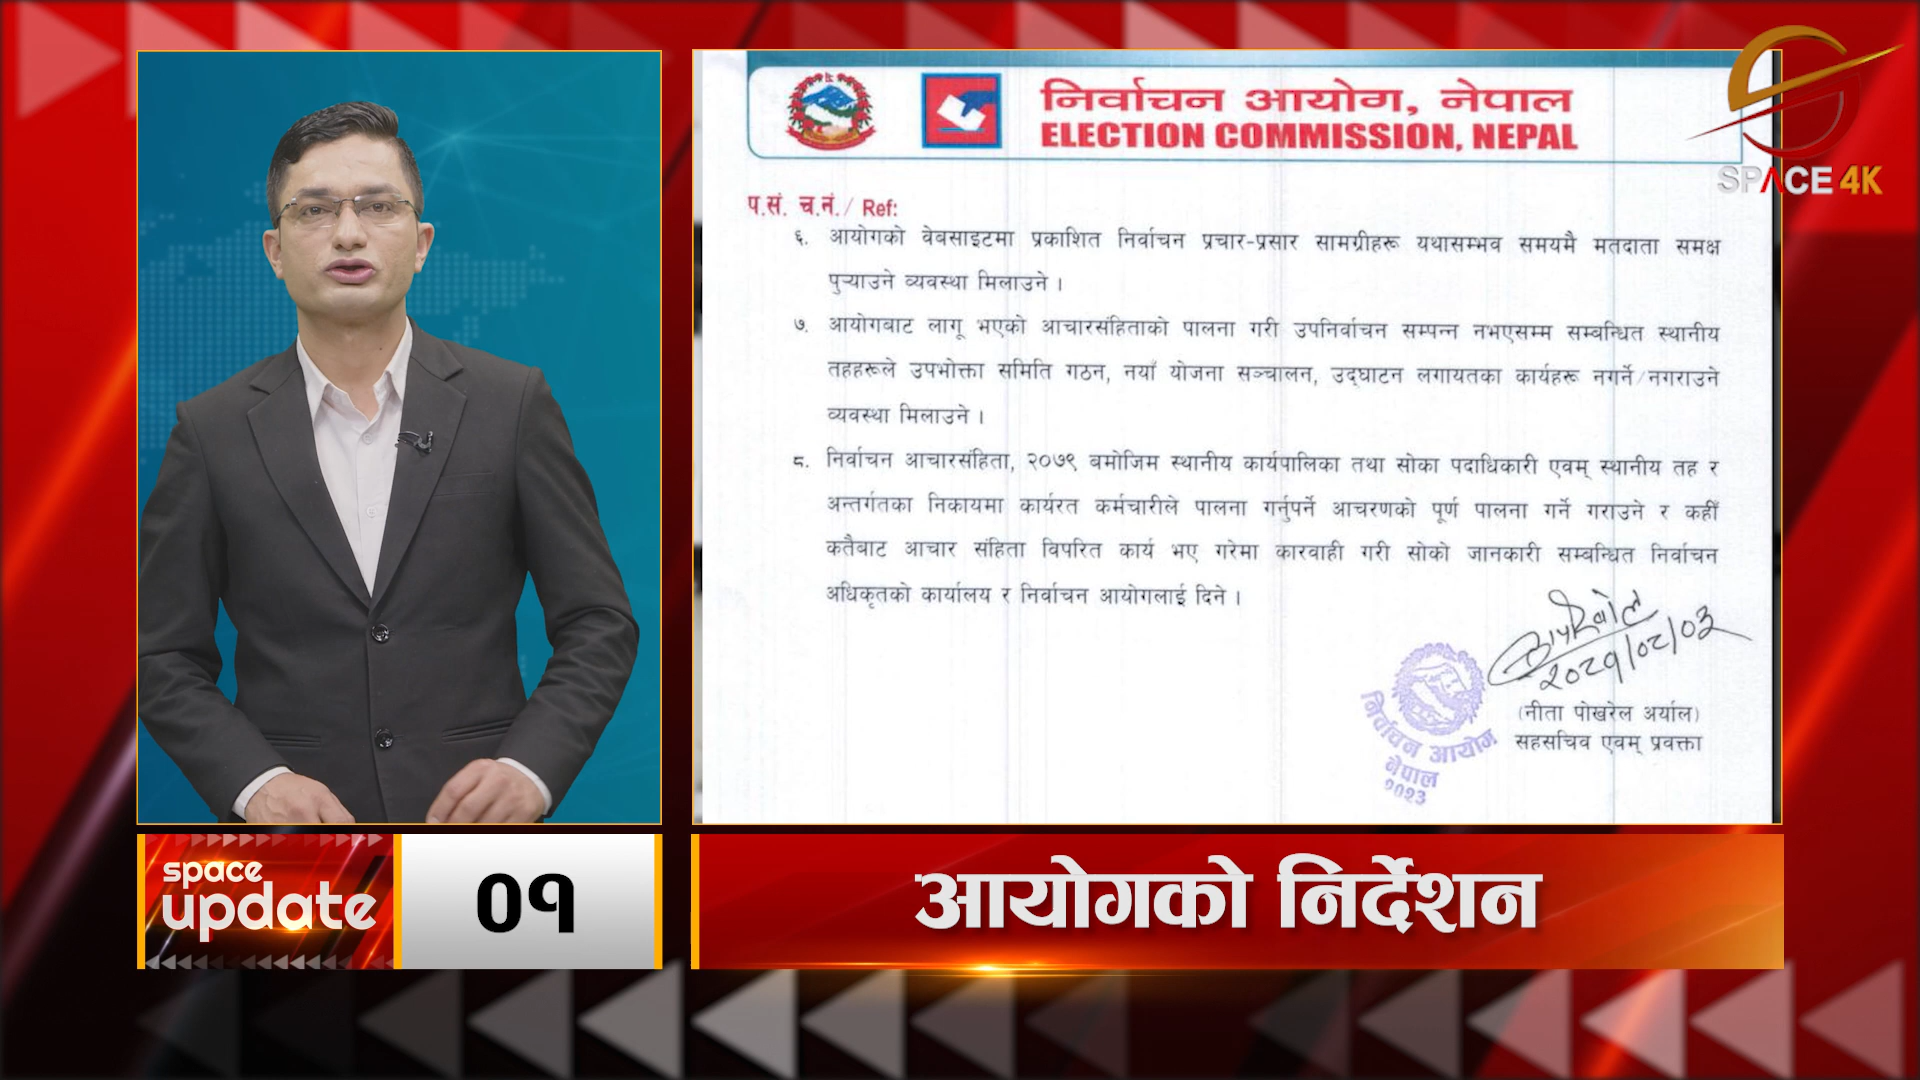 निर्वाचन आयोग, नेपाल
ELECTION COMMISSION, NEPAL
SPACE 4K
प.सं. च.नं./ Ref:
६. आयोगको वेबसाइटमा प्रकाशित निर्वाचन प्रचार-प्रसार सामग्रीहरू यथासम्भव समयमै मतदाता समक्ष
पुर्‍याउने व्यवस्था मिलाउने ।
७. आयोगबाट लागू भएको आचारसंहिताको पालना गरी उपनिर्वाचन सम्पन्न नभएसम्म सम्बन्धित स्थानीय
तहहरूले उपभोक्ता समिति गठन, नयाँ योजना सञ्चालन, उद्‌घाटन लगायतका कार्यहरू नगर्ने/नगराउने
व्यवस्था मिलाउने ।
८. निर्वाचन आचारसंहिता, २०७९ बमोजिम स्थानीय कार्यपालिका तथा सोका पदाधिकारी एवम् स्थानीय तह र
अन्तर्गतका निकायमा कार्यरत कर्मचारीले पालना गर्नुपर्ने आचरणको पूर्ण पालना गर्ने गराउने र कहीँ
कतैबाट आचार संहिता विपरित कार्य भए गरेमा कारवाही गरी सोको जानकारी सम्बन्धित निर्वाचन
अधिकृतको कार्यालय र निर्वाचन आयोगलाई दिने ।
२०८१/०२/०३
(नीता पोखरेल अर्याल)
सहसचिव एवम् प्रवक्ता
निर्वाचन आयोग
नेपाल
२०२३
space
update
०१
आयोगको निर्देशन